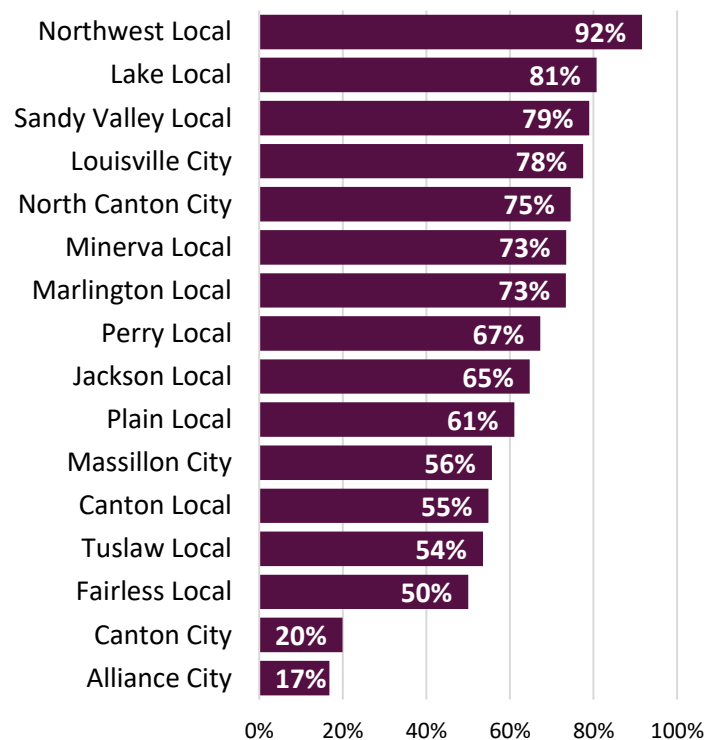 Northwest Local 92%
Lake Local 81%
Sandy Valley Local 79%
Louisville City 78%
North Canton City 75%
Minerva Local 73%
Marlington Local 73%
Perry Local 67%
Jackson Local 65%
Plain Local 61%
Massillon City 56%
Canton Local 55%
Tuslaw Local 54%
Fairless Local 50%
Canton City 20%
Alliance City 17%
0% 20% 40% 60% 80% 100%